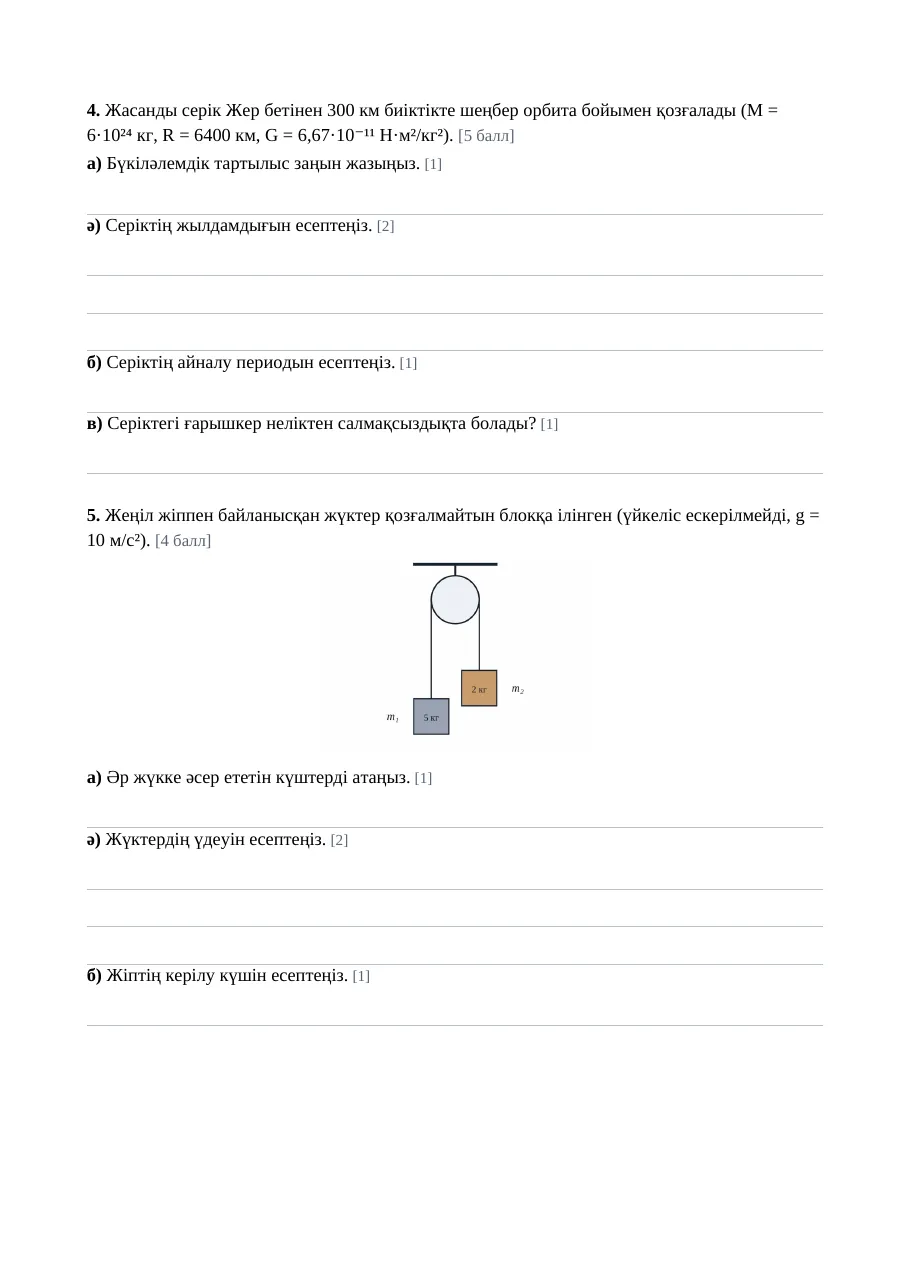 4. Жасанды серік Жер бетінен 300 км биіктікте шеңбер орбита бойымен қозғалады (M =
6·10²⁴ кг, R = 6400 км, G = 6,67·10⁻¹¹ Н·м²/кг²). [5 балл]
а) Бүкіләлемдік тартылыс заңын жазыңыз. [1]
ә) Серіктің жылдамдығын есептеңіз. [2]
б) Серіктің айналу периодын есептеңіз. [1]
в) Серіктегі ғарышкер неліктен салмақсыздықта болады? [1]
5. Жеңіл жіппен байланысқан жүктер қозғалмайтын блокқа ілінген (үйкеліс ескерілмейді, g =
10 м/с²). [4 балл]
2 кг m₂
m₁ 5 кг
а) Әр жүкке әсер ететін күштерді атаңыз. [1]
ә) Жүктердің үдеуін есептеңіз. [2]
б) Жіптің керілу күшін есептеңіз. [1]